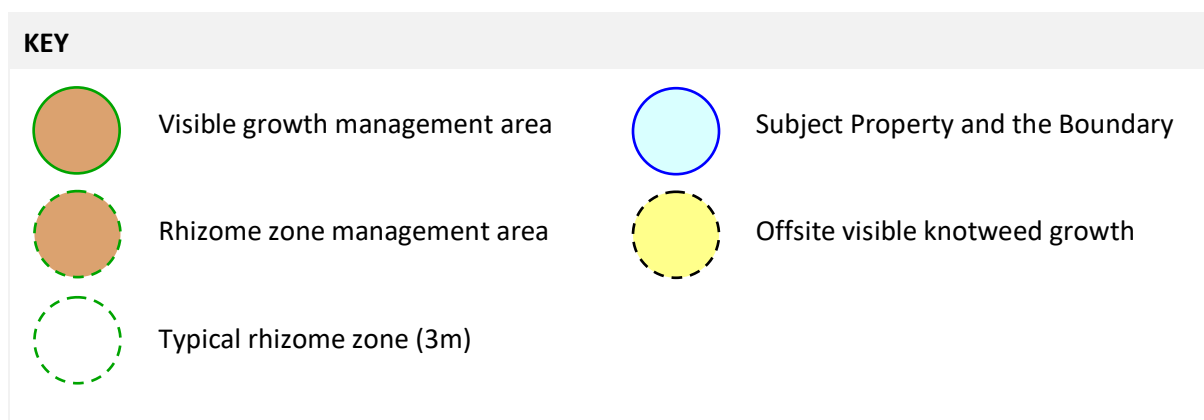 KEY
Visible growth management area
Subject Property and the Boundary
Rhizome zone management area
Offsite visible knotweed growth
Typical rhizome zone (3m)